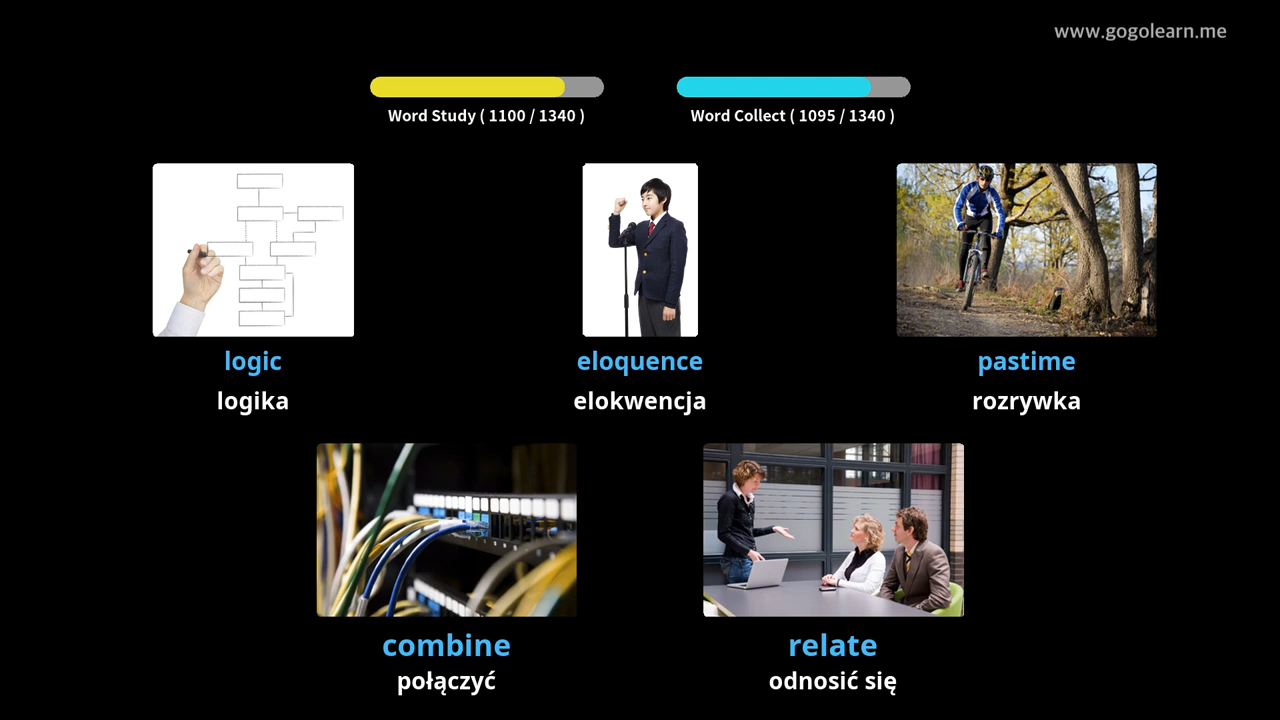 www.gogolearn.me
Word Study ( 1100 / 1340 )
Word Collect ( 1095 / 1340 )
logic
logika
eloquence
elokwencja
pastime
rozrywka
combine
połączyć
relate
odnosić się